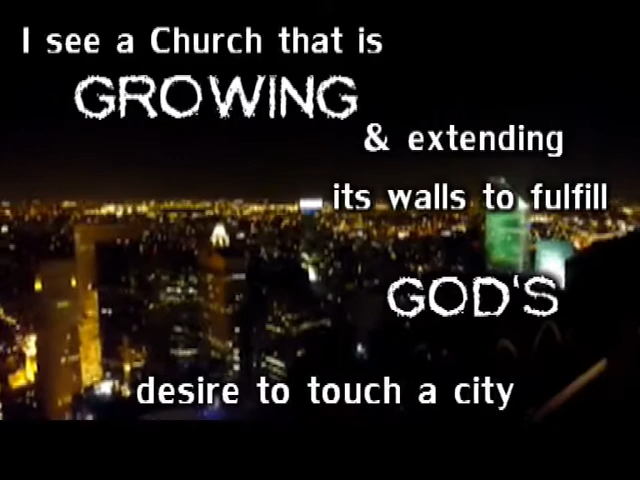 I see a Church that is
GROWING
& extending
its walls to fulfill
GOD'S
desire to touch a city